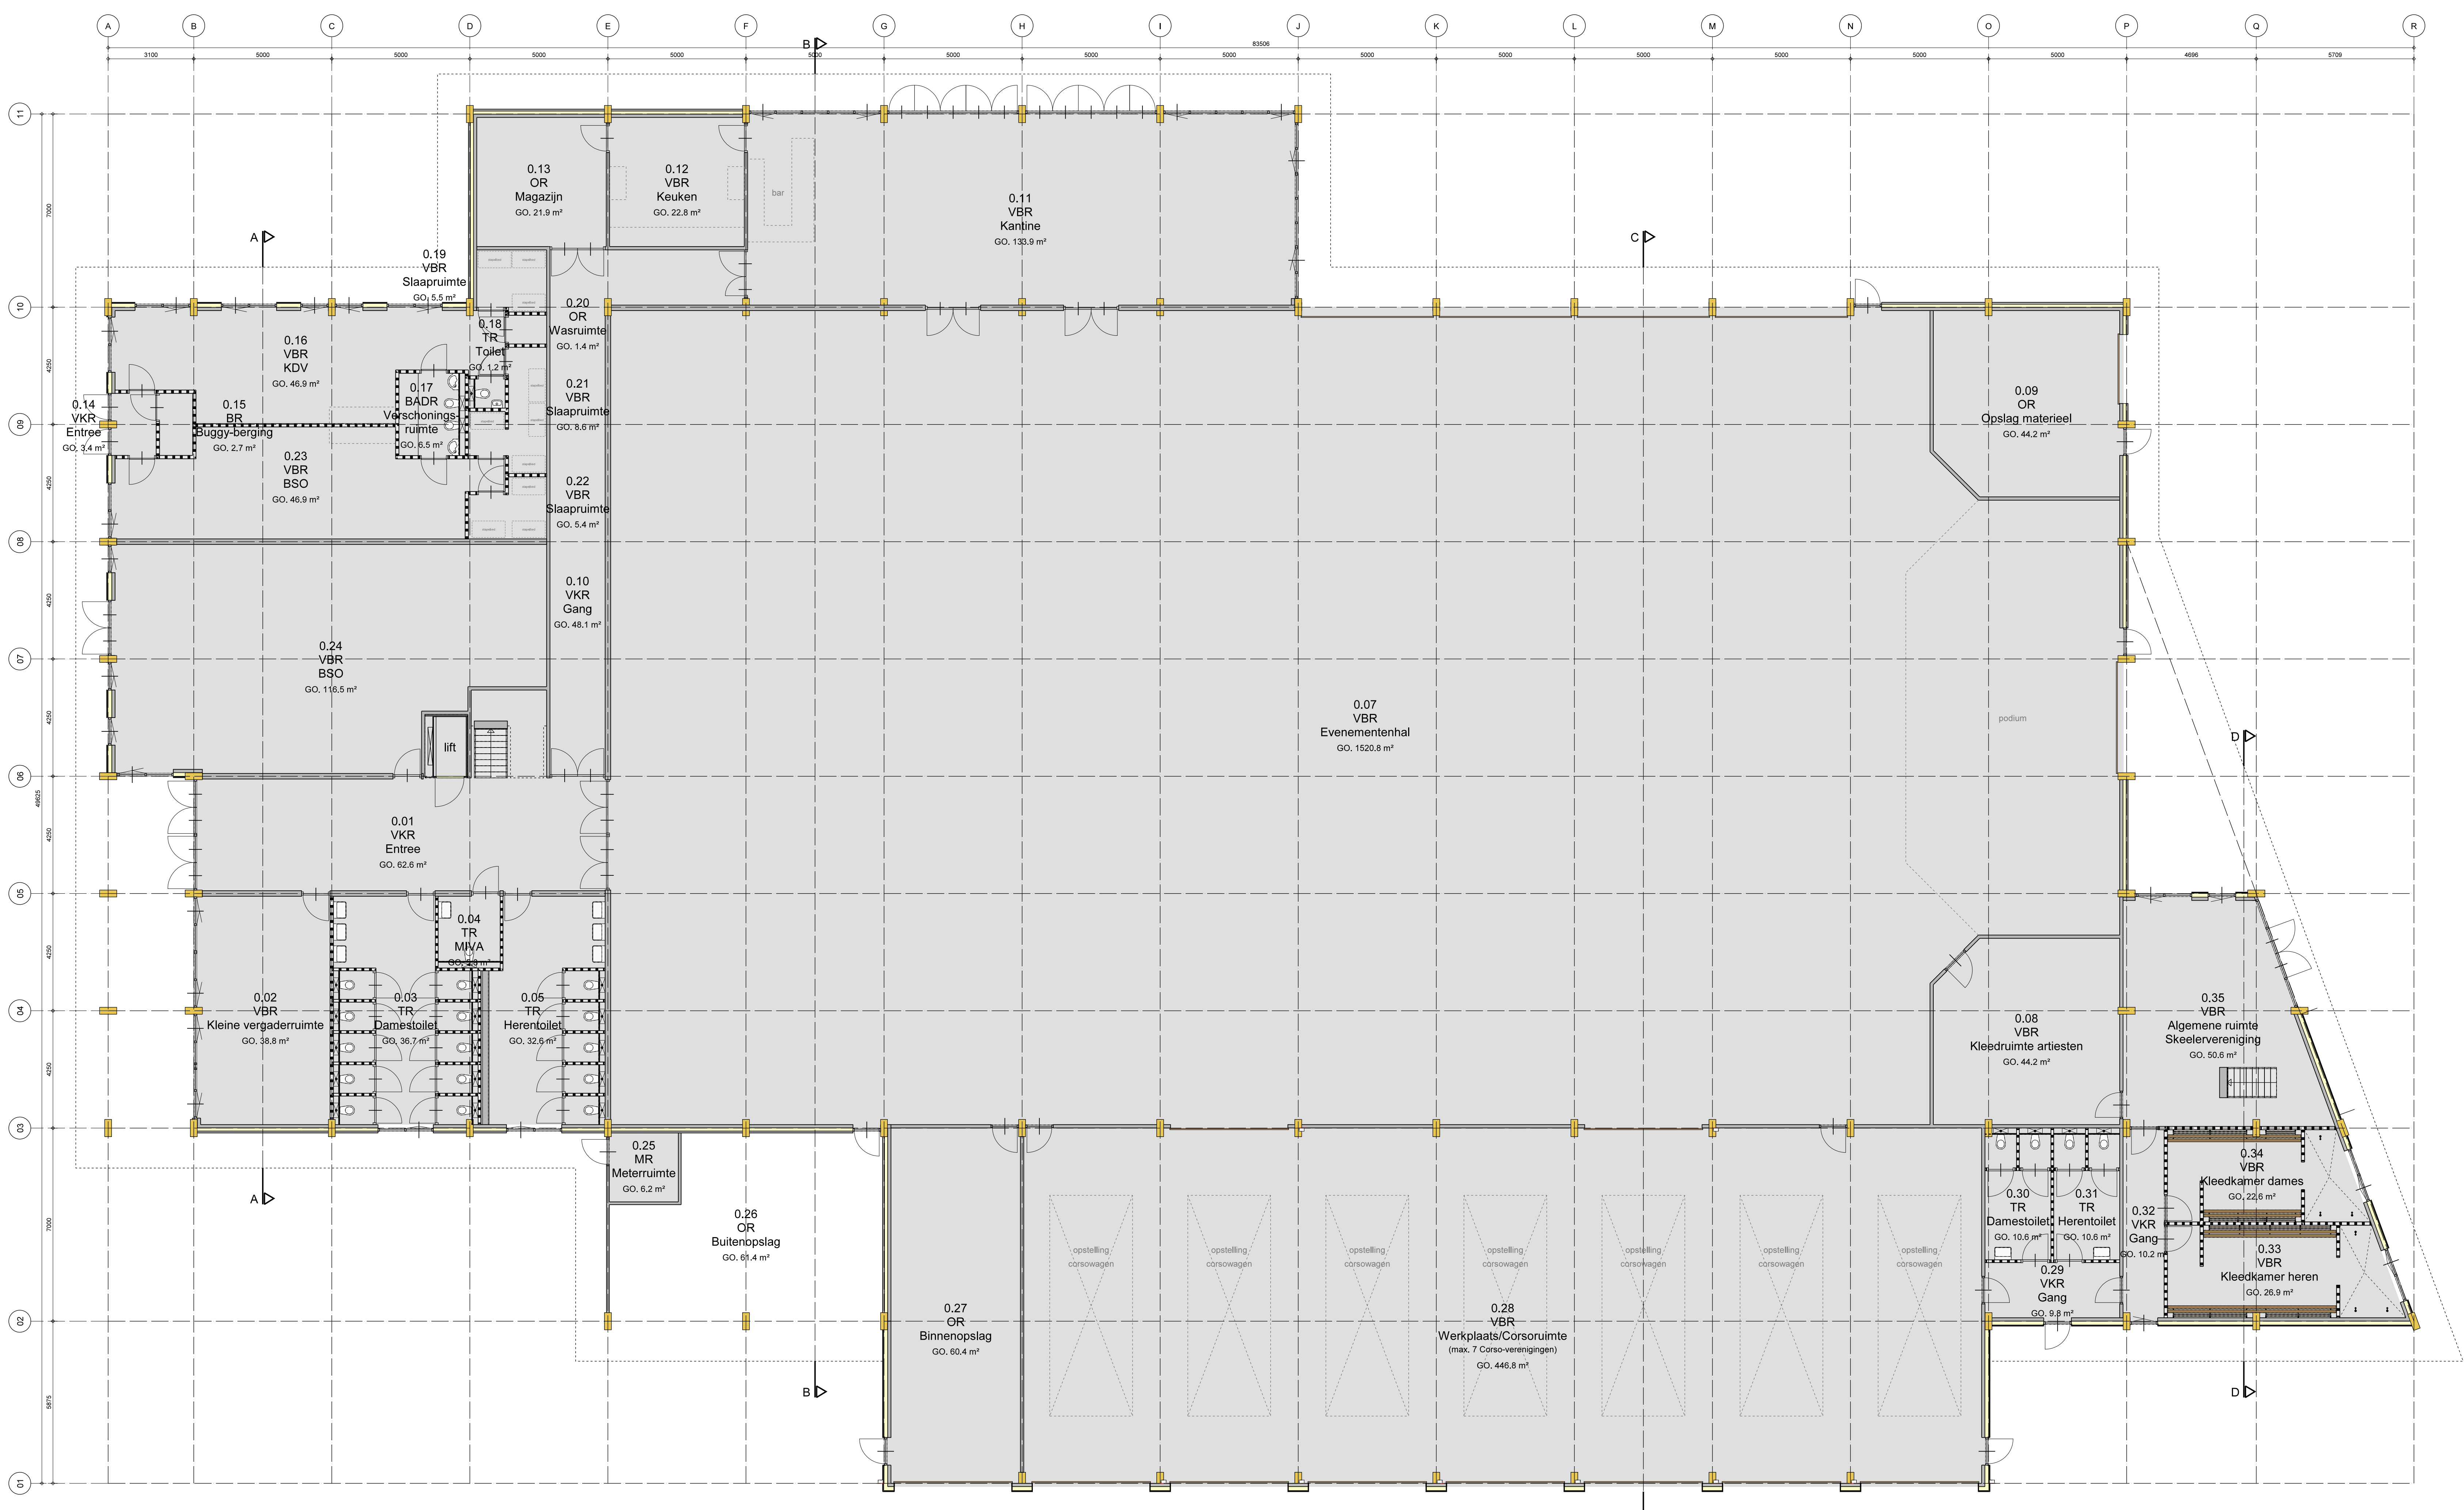 A B C D E F G H I J K L M N O P Q R
83506
3100 5000 5000 5000 5000 5000 5000 5000 5000 5000 5000 5000 5000 5000 5000 4696 5709
B
11
0.13
OR
Magazijn
GO. 21.9 m²
0.12
VBR
Keuken
GO. 22.8 m²
bar
0.11
VBR
Kantine
GO. 133.9 m²
7000
A
C
0.19
VBR
Slaapruimte
GO. 5.5 m²
10
0.20
OR
Wasruimte
GO. 1.4 m²
0.18
TR
Toilet
GO. 1.2 m²
0.16
VBR
KDV
GO. 46.9 m²
4250
0.17
BADR
Verschonings-
ruimte
GO. 6.5 m²
0.21
VBR
Slaapruimte
GO. 8.6 m²
0.09
OR
Opslag materieel
GO. 44.2 m²
0.14
VKR
Entree
GO. 3.4 m²
0.15
BR
Buggy-berging
GO. 2.7 m²
09
0.23
VBR
BSO
GO. 46.9 m²
4250
0.22
VBR
Slaapruimte
GO. 5.4 m²
08
0.10
VKR
Gang
GO. 48.1 m²
4250
07
0.24
VBR
BSO
GO. 116.5 m²
4250
lift
0.07
VBR
Evenementenhal
GO. 1520.8 m²
podium
D
06
49625
0.01
VKR
Entree
GO. 62.6 m²
4250
05
0.04
TR
MIVA
4250
0.02
VBR
Kleine vergaderruimte
GO. 38.8 m²
0.03
TR
Damestoilet
GO. 36.7 m²
0.05
TR
Herentoilet
GO. 32.6 m²
04
0.08
VBR
Kleedruimte artiesten
GO. 44.2 m²
0.35
VBR
Algemene ruimte
Skeelervereniging
GO. 50.6 m²
4250
03
0.25
MR
Meterruimte
GO. 6.2 m²
A
0.26
OR
Buitenopslag
GO. 61.4 m²
7000
0.34
VBR
Kleedkamer dames
GO. 22.6 m²
0.30
TR
Damestoilet
GO. 10.6 m²
0.31
TR
Herentoilet
GO. 10.6 m²
0.32
VKR
Gang
GO. 10.2 m
0.33
VBR
Kleedkamer heren
GO. 26.9 m²
0.29
VKR
Gang
GO. 9.8 m²
opstelling
corsowagen
opstelling
corsowagen
opstelling
corsowagen
opstelling
corsowagen
opstelling
corsowagen
opstelling
corsowagen
opstelling
corsowagen
02
0.27
OR
Binnenopslag
GO. 60.4 m²
0.28
VBR
Werkplaats/Corsoruimte
(max. 7 Corso-verenigingen)
GO. 446.8 m²
B
D
5875
01